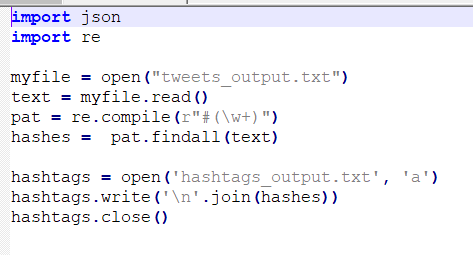 import json
import re
myfile = open("tweets_output.txt")
text = myfile.read()
pat = re.compile(r"#(\w+)")
hashes =  pat.findall(text)
hashtags = open('hashtags_output.txt', 'a')
hashtags.write('\n'.join(hashes))
hashtags.close()